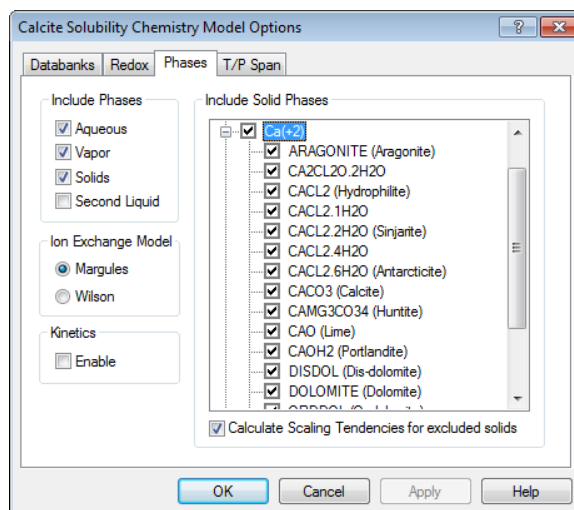 Calcite Solubility Chemistry Model Options
Databanks Redox Phases T/P Span
Include Phases
Aqueous
Vapor
Solids
Second Liquid
Ion Exchange Model
Margules
Wilson
Kinetics
Enable
Include Solid Phases
Ca(+2)
ARAGONITE (Aragonite)
CA2CL2O.2H2O
CACL2 (Hydrophilite)
CACL2.1H2O
CACL2.2H2O (Sinjarite)
CACL2.4H2O
CACL2.6H2O (Antarcticite)
CACO3 (Calcite)
CAMG3CO34 (Huntite)
CAO (Lime)
CAOH2 (Portlandite)
DISDOL (Dis-dolomite)
DOLOMITE (Dolomite)
Calculate Scaling Tendencies for excluded solids
OK Cancel Apply Help